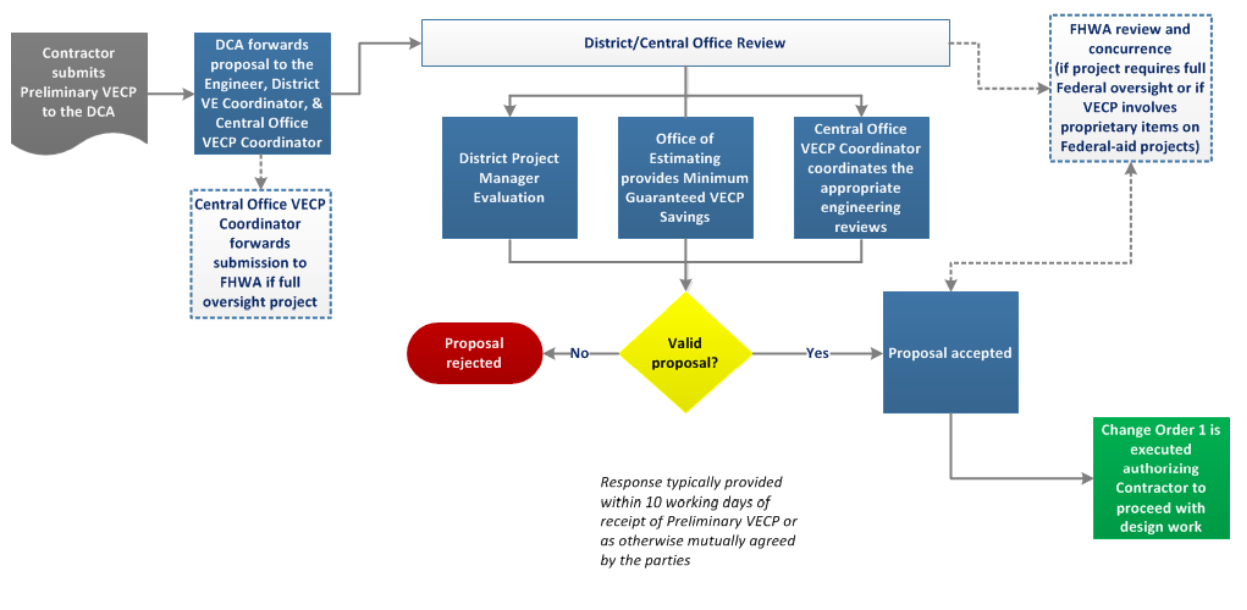 Contractor
submits
Preliminary VECP
to the DCA
DCA forwards
proposal to the
Engineer, District
VE Coordinator, &
Central Office
VECP Coordinator
Central Office VECP
Coordinator
forwards
submission to
FHWA if full
oversight project
District/Central Office Review
FHWA review and
concurrence
(if project requires full
Federal oversight or if
VECP involves
proprietary items on
Federal-aid projects)
District Project
Manager
Evaluation
Office of
Estimating
provides Minimum
Guaranteed VECP
Savings
Central Office
VECP Coordinator
coordinates the
appropriate
engineering
reviews
Proposal
rejected
No
Valid
proposal?
Yes
Proposal accepted
Change Order 1 is
executed
authorizing
Contractor to
proceed with
design work
Response typically provided
within 10 working days of
receipt of Preliminary VECP or
as otherwise mutually agreed
by the parties